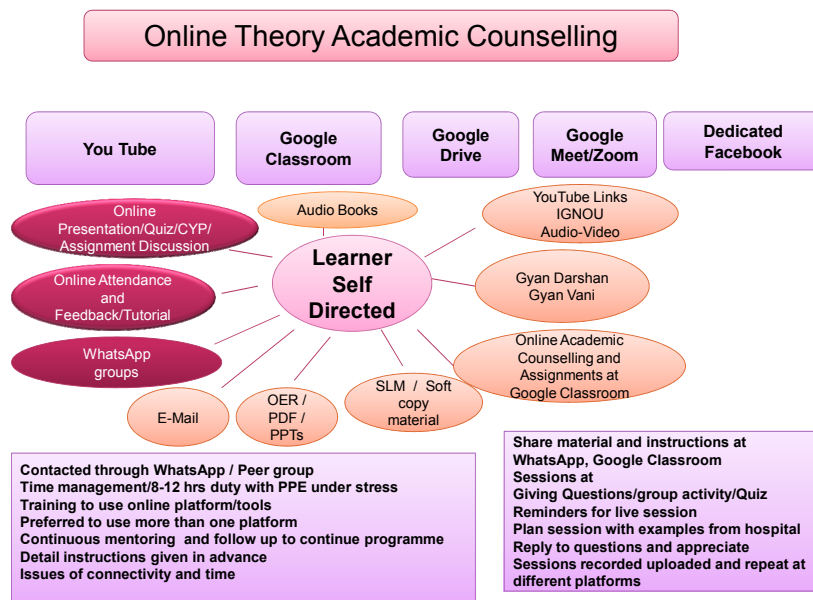 Online Theory Academic Counselling
You Tube
Google
Classroom
Google
Drive
Google
Meet/Zoom
Dedicated
Facebook
Online
Presentation/Quiz/CYP/
Assignment Discussion
Audio Books
YouTube Links
IGNOU
Audio-Video
Learner
Self
Directed
Online Attendance
and
Feedback/Tutorial
Gyan Darshan
Gyan Vani
WhatsApp
groups
Online Academic
Counselling and
Assignments at
Google Classroom
E-Mail
OER /
PDF /
PPTs
SLM / Soft
copy
material
Contacted through WhatsApp / Peer group
Time management/8-12 hrs duty with PPE under stress
Training to use online platform/tools
Preferred to use more than one platform
Continuous mentoring and follow up to continue programme
Detail instructions given in advance
Issues of connectivity and time
Share material and instructions at
WhatsApp, Google Classroom
Sessions at
Giving Questions/group activity/Quiz
Reminders for live session
Plan session with examples from hospital
Reply to questions and appreciate
Sessions recorded uploaded and repeat at
different platforms